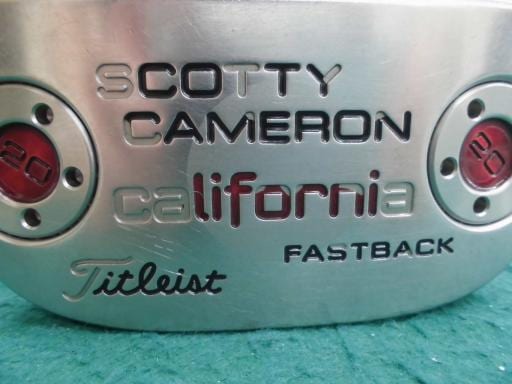 SCOTTY
CAMERON
california
FASTBACK
Titleist
20
20